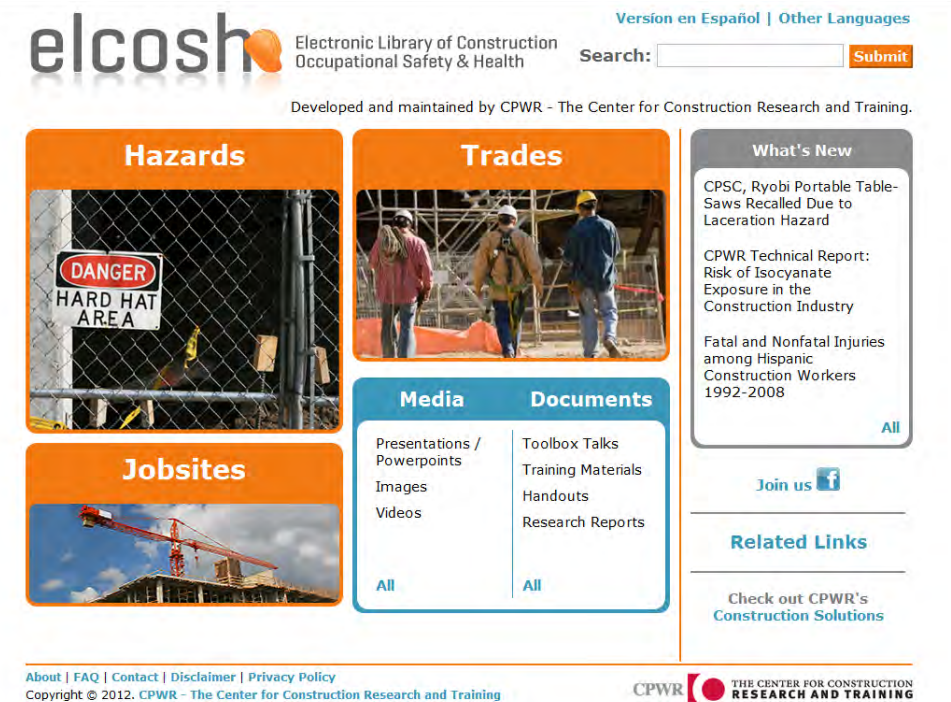 elcosh
Electronic Library of Construction
Occupational Safety & Health
Versíon en Español | Other Languages
Search:
Submit
Developed and maintained by CPWR - The Center for Construction Research and Training.
Hazards
DANGER
HARD HAT
AREA
Jobsites
Trades
Media
Presentations /
Powerpoints
Images
Videos
All
Documents
Toolbox Talks
Training Materials
Handouts
Research Reports
All
What's New
CPSC, Ryobi Portable Table-
Saws Recalled Due to
Laceration Hazard
CPWR Technical Report:
Risk of Isocyanate
Exposure in the
Construction Industry
Fatal and Nonfatal Injuries
among Hispanic
Construction Workers
1992-2008
All
Join us f
Related Links
Check out CPWR's
Construction Solutions
About | FAQ | Contact | Disclaimer | Privacy Policy
Copyright © 2012. CPWR - The Center for Construction Research and Training
CPWR
THE CENTER FOR CONSTRUCTION
RESEARCH AND TRAINING